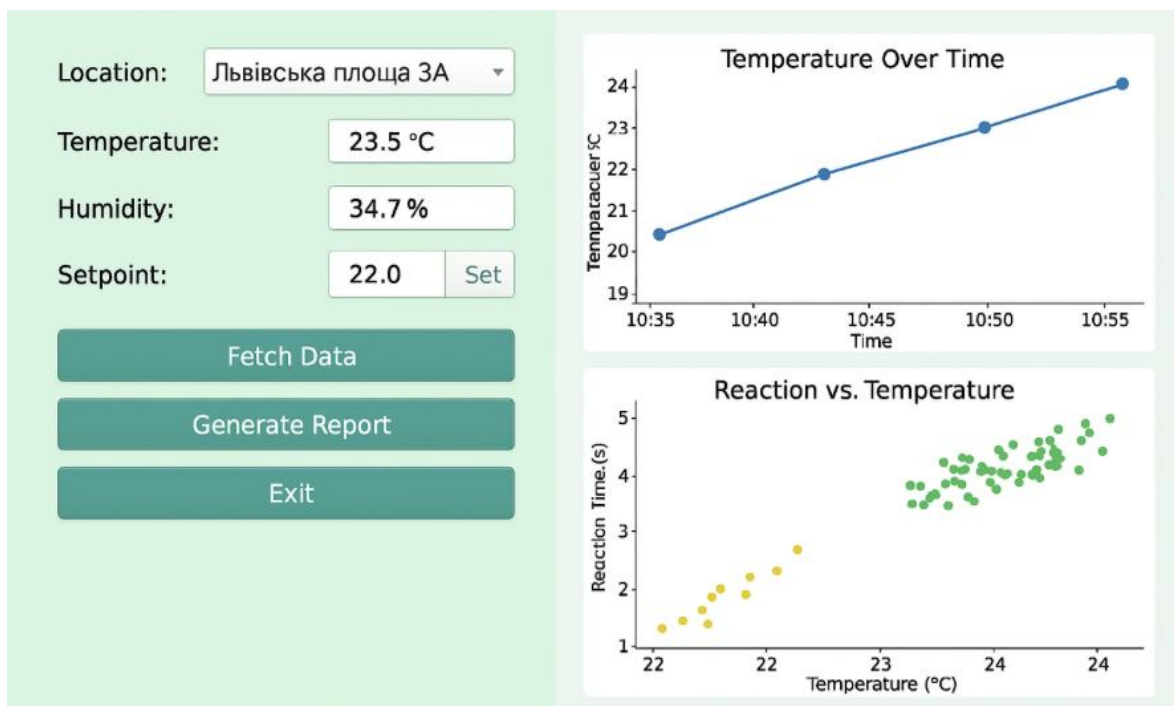 Location:
Львівська площа 3А
Temperature:
23.5 °C
Humidity:
34.7 %
Setpoint:
22.0
Set
Fetch Data
Generate Report
Exit
Temperature Over Time
Tennpatacuer °C
24
23
22
21
20
19
10:35 10:40 10:45 10:50 10:55
Time
Reaction vs. Temperature
Reaction Time.(s)
5
4
3
2
1
22 22 23 24 24
Temperature (°C)